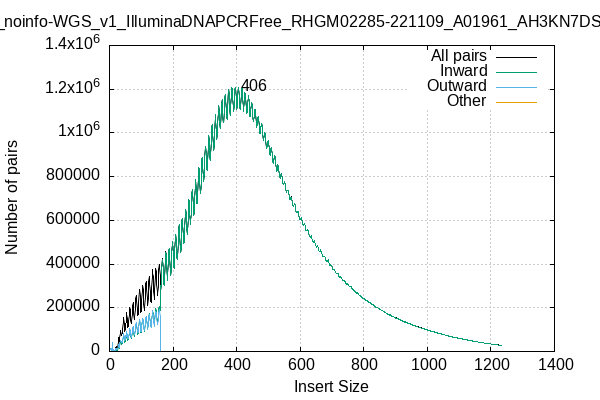 _noinfo-WGS_v1_IlluminaDNAPCRFree_RHGM02285-221109_A01961_AH3KN7DS
1.4x10^6
1.2x10^6
1x10^6
800000
600000
400000
200000
0
Number of pairs
406
All pairs
Inward
Outward
Other
0 200 400 600 800 1000 1200 1400
Insert Size